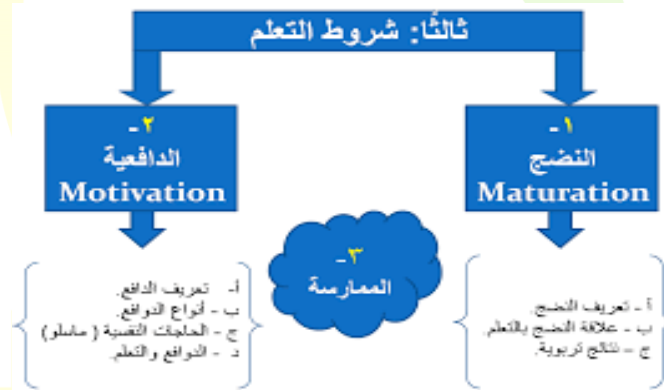 ثالثًا: شروط التعلم
١-
النضج
Maturation
٢-
الدافعية
Motivation
٣-
الممارسة
أ - تعريف النضج.
ب - علاقة النضج بالتعلم.
ج - نتائج تربوية.
أ- تعريف الدافع.
ب - أنواع الدوافع.
ج - الحاجات النفسية ( ماسلو)
د - الدوافع والتعلم.